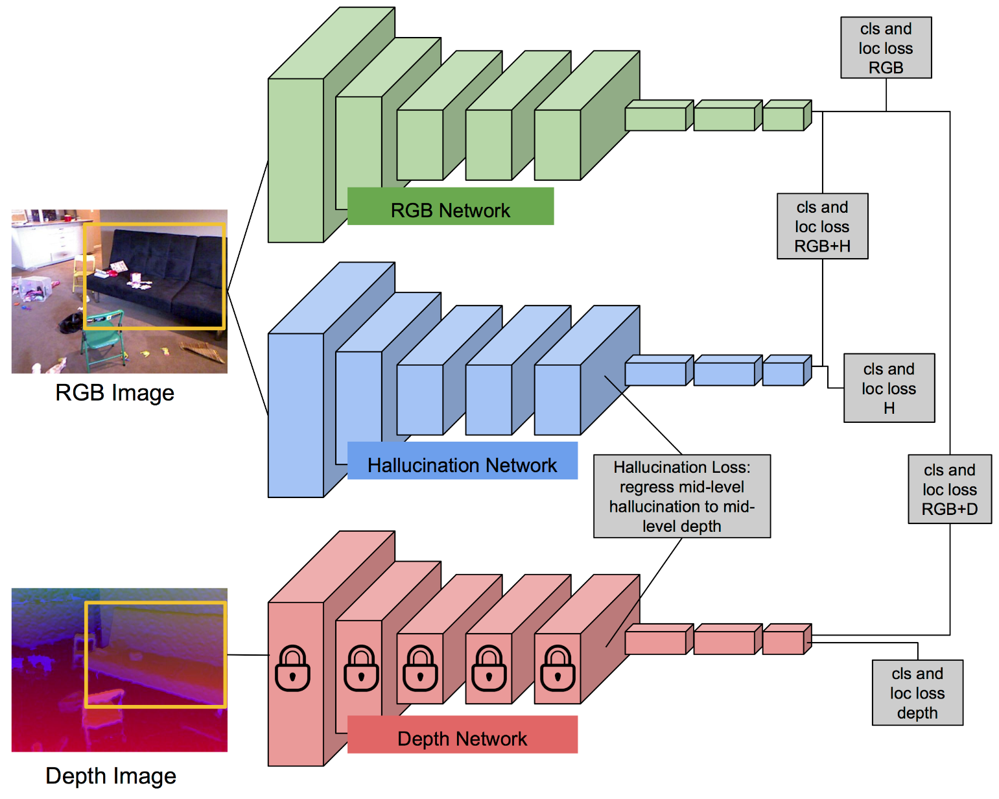 cls and
loc loss
RGB
RGB Network
cls and
loc loss
RGB+H
RGB Image
cls and
loc loss
H
Hallucination Network
Hallucination Loss:
regress mid-level
hallucination to mid-
level depth
cls and
loc loss
RGB+D
cls and
loc loss
depth
Depth Network
Depth Image